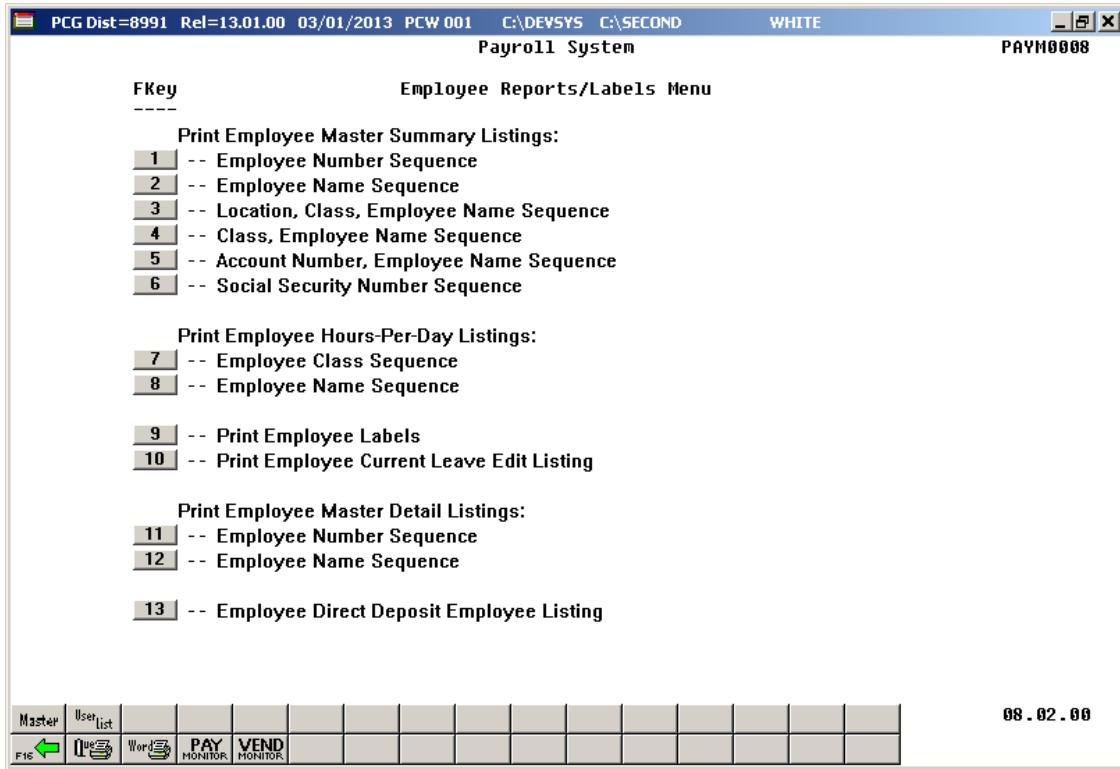 PCG Dist=8991 Rel=13.01.00 03/01/2013 PCW 001 C:\DEVSYS C:\SECOND WHITE
Payroll System PAYM0008
FKey Employee Reports/Labels Menu
----
Print Employee Master Summary Listings:
1 -- Employee Number Sequence
2 -- Employee Name Sequence
3 -- Location, Class, Employee Name Sequence
4 -- Class, Employee Name Sequence
5 -- Account Number, Employee Name Sequence
6 -- Social Security Number Sequence
Print Employee Hours-Per-Day Listings:
7 -- Employee Class Sequence
8 -- Employee Name Sequence
9 -- Print Employee Labels
10 -- Print Employee Current Leave Edit Listing
Print Employee Master Detail Listings:
11 -- Employee Number Sequence
12 -- Employee Name Sequence
13 -- Employee Direct Deposit Employee Listing
Master User List 08.02.00
F16 Que Word PAY MONITOR VEND MONITOR